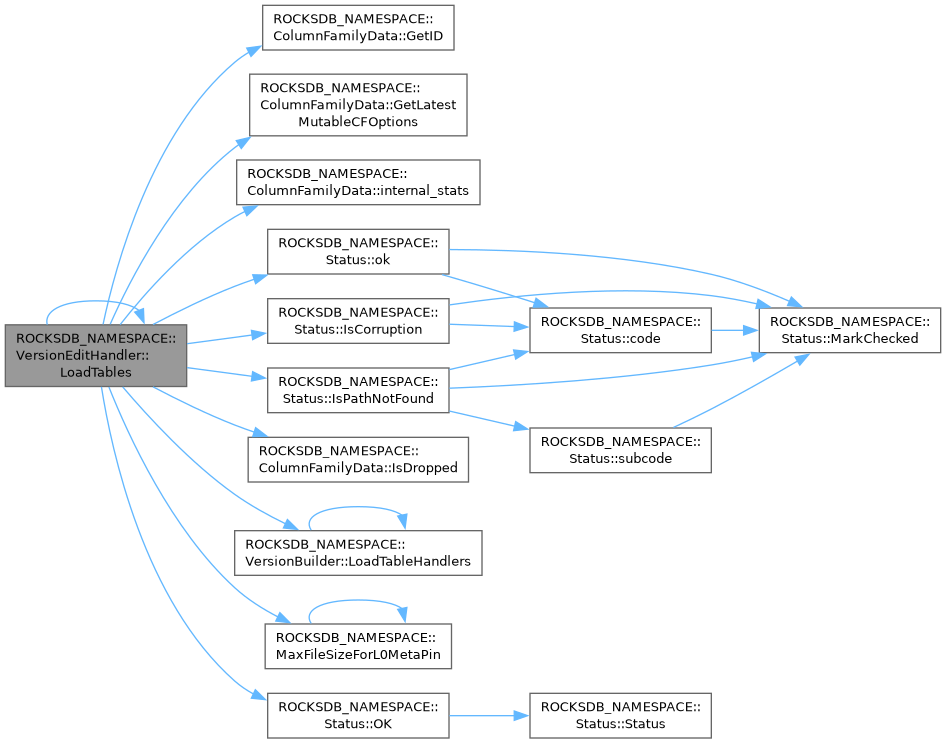 ROCKSDB_NAMESPACE::
ColumnFamilyData::GetID
ROCKSDB_NAMESPACE::
ColumnFamilyData::GetLatest
MutableCFOptions
ROCKSDB_NAMESPACE::
ColumnFamilyData::internal_stats
ROCKSDB_NAMESPACE::
Status::ok
ROCKSDB_NAMESPACE::
Status::IsCorruption
ROCKSDB_NAMESPACE::
Status::code
ROCKSDB_NAMESPACE::
Status::MarkChecked
ROCKSDB_NAMESPACE::
VersionEditHandler::
LoadTables
ROCKSDB_NAMESPACE::
Status::IsPathNotFound
ROCKSDB_NAMESPACE::
Status::subcode
ROCKSDB_NAMESPACE::
ColumnFamilyData::IsDropped
ROCKSDB_NAMESPACE::
VersionBuilder::LoadTableHandlers
ROCKSDB_NAMESPACE::
MaxFileSizeForL0MetaPin
ROCKSDB_NAMESPACE::
Status::OK
ROCKSDB_NAMESPACE::
Status::Status